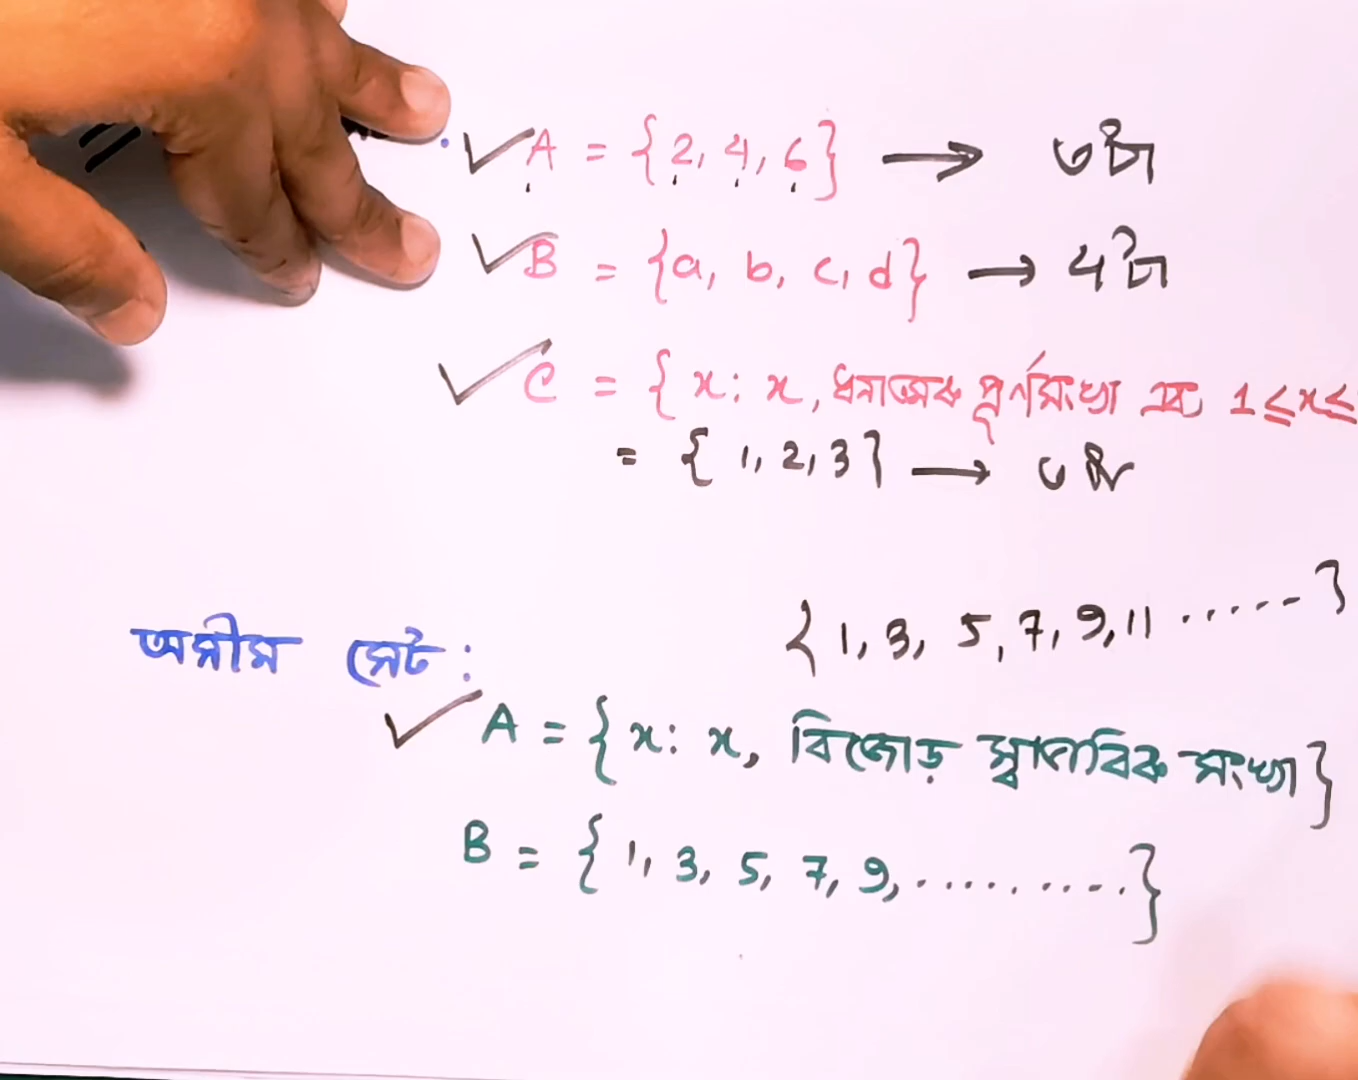 ✓ A = {2, 4, 6} → ৩টা
✓ B = {a, b, c, d} → 4টা
✓ C = {x: x, ধনাত্মক পূর্নসংখ্যা এবং 1≤x≤
= {1, 2, 3} → ৩টা
{1, 3, 5, 7, 9, 11 ......}
অসীম সেট:
✓ A = {x: x, বিজোড় স্বাভাবিক সংখ্যা}
B = {1, 3, 5, 7, 9, ..........}